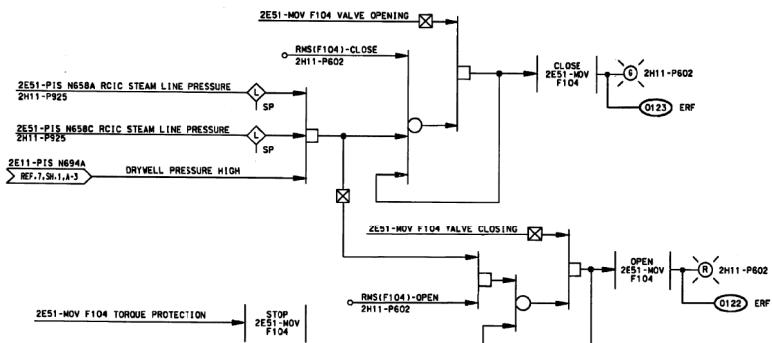 2E51-MOV F104 VALVE OPENING
RMS(F104)-CLOSE
2H11-P602
CLOSE
2E51-MOV
F104
G
2H11-P602
0123
ERF
2E51-PIS N658A RCIC STEAM LINE PRESSURE
2H11-P925
L
SP
2E51-PIS N658C RCIC STEAM LINE PRESSURE
2H11-P925
L
SP
2E11-PIS N694A
REF.7,SH.1,A-3
DRYWELL PRESSURE HIGH
2E51-MOV F104 VALVE CLOSING
OPEN
2E51-MOV
F104
R
2H11-P602
0122
ERF
RMS(F104)-OPEN
2H11-P602
2E51-MOV F104 TORQUE PROTECTION
STOP
2E51-MOV
F104